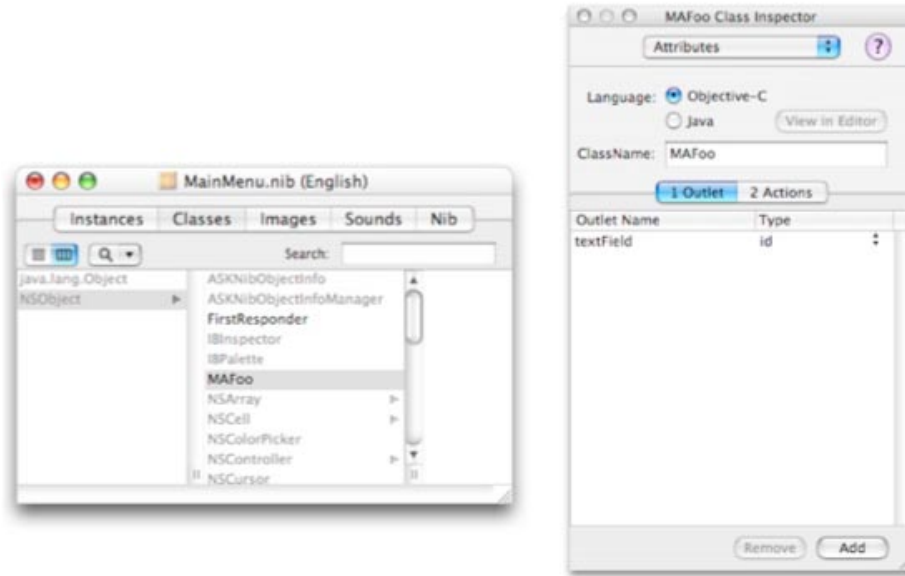 MainMenu.nib (English)
Instances Classes Images Sounds Nib
Search:
java.lang.Object
NSObject
ASKNibObjectInfo
ASKNibObjectInfoManager
FirstResponder
IBInspector
IBPalette
MAFoo
NSArray
NSCell
NSColorPicker
NSController
NSCursor
MAFoo Class Inspector
Attributes
?
Language: Objective-C
Java View in Editor
ClassName: MAFoo
1 Outlet 2 Actions
Outlet Name Type
textField id
Remove Add